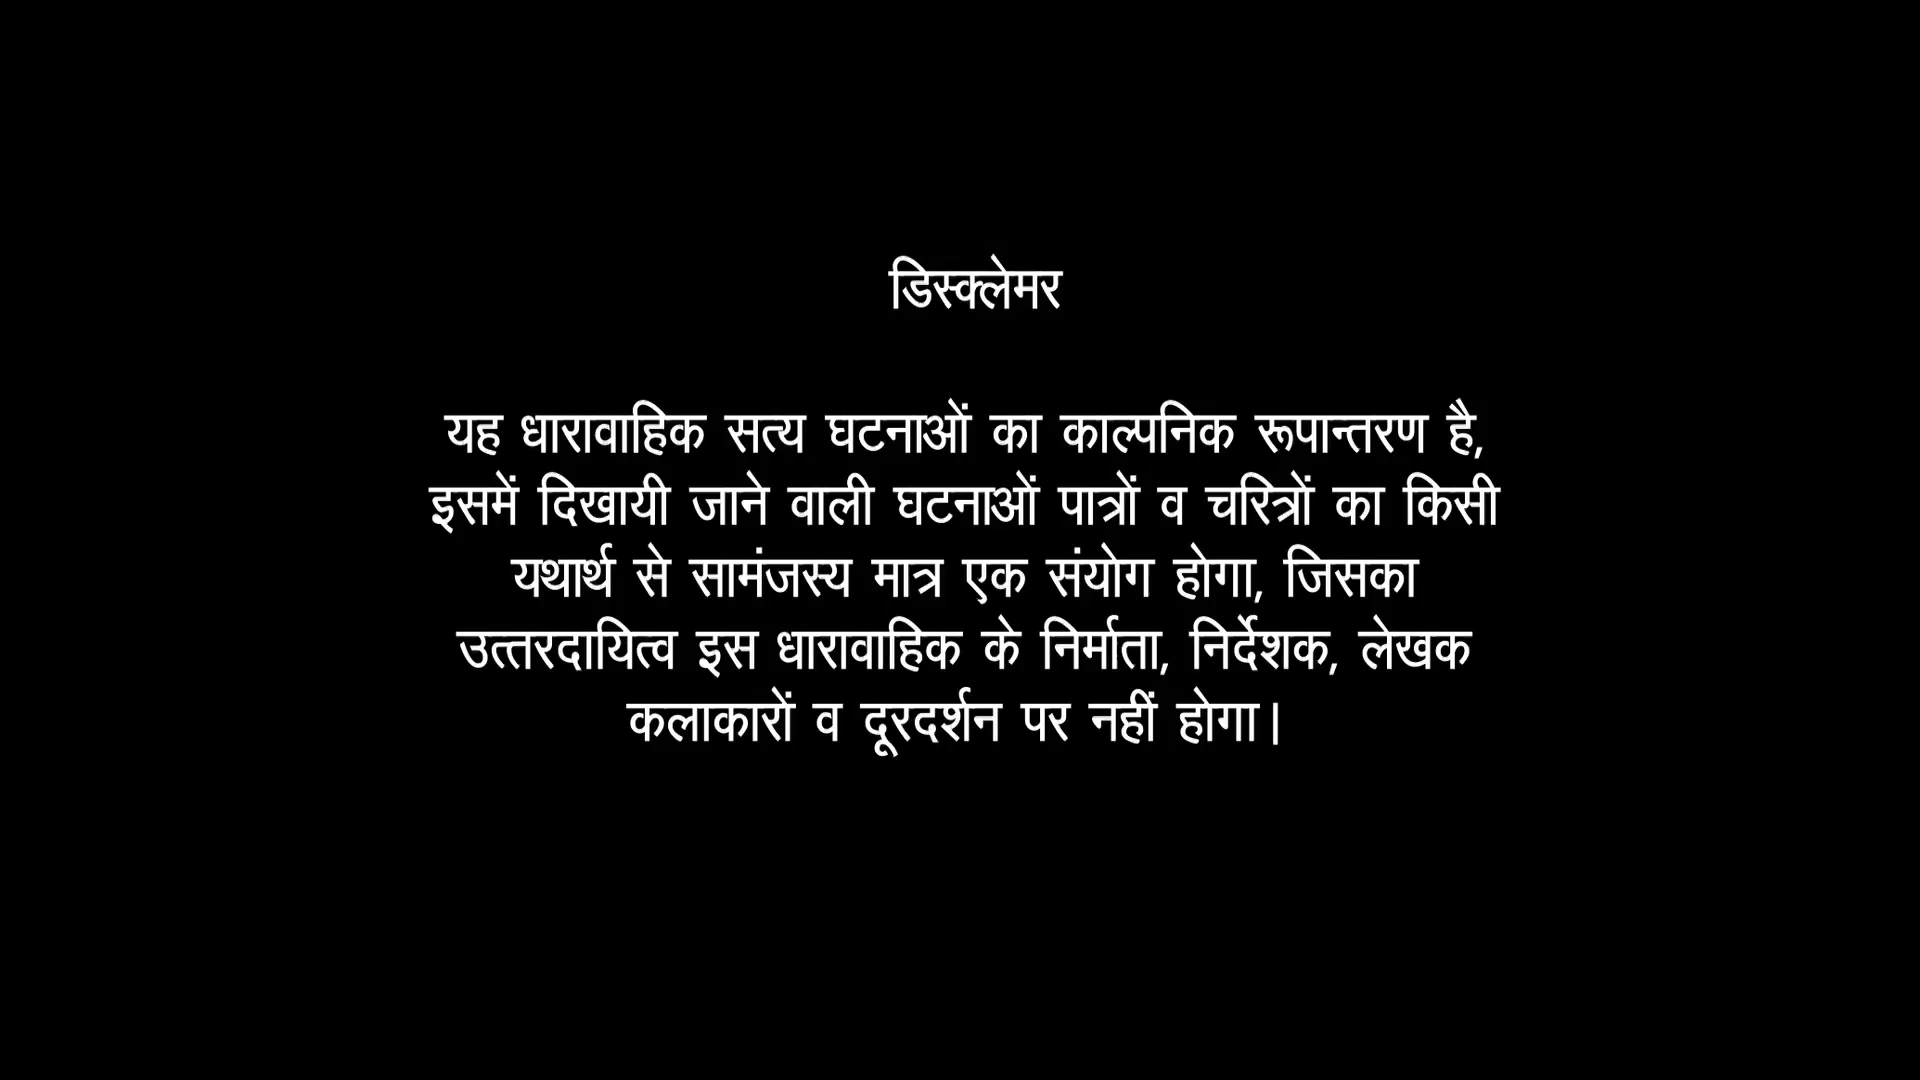 डिस्क्लेमर
यह धारावाहिक सत्य घटनाओं का काल्पनिक रूपान्तरण है,
इसमें दिखायी जाने वाली घटनाओं पात्रों व चरित्रों का किसी
यथार्थ से सामंजस्य मात्र एक संयोग होगा, जिसका
उत्तरदायित्व इस धारावाहिक के निर्माता, निर्देशक, लेखक
कलाकारों व दूरदर्शन पर नहीं होगा।